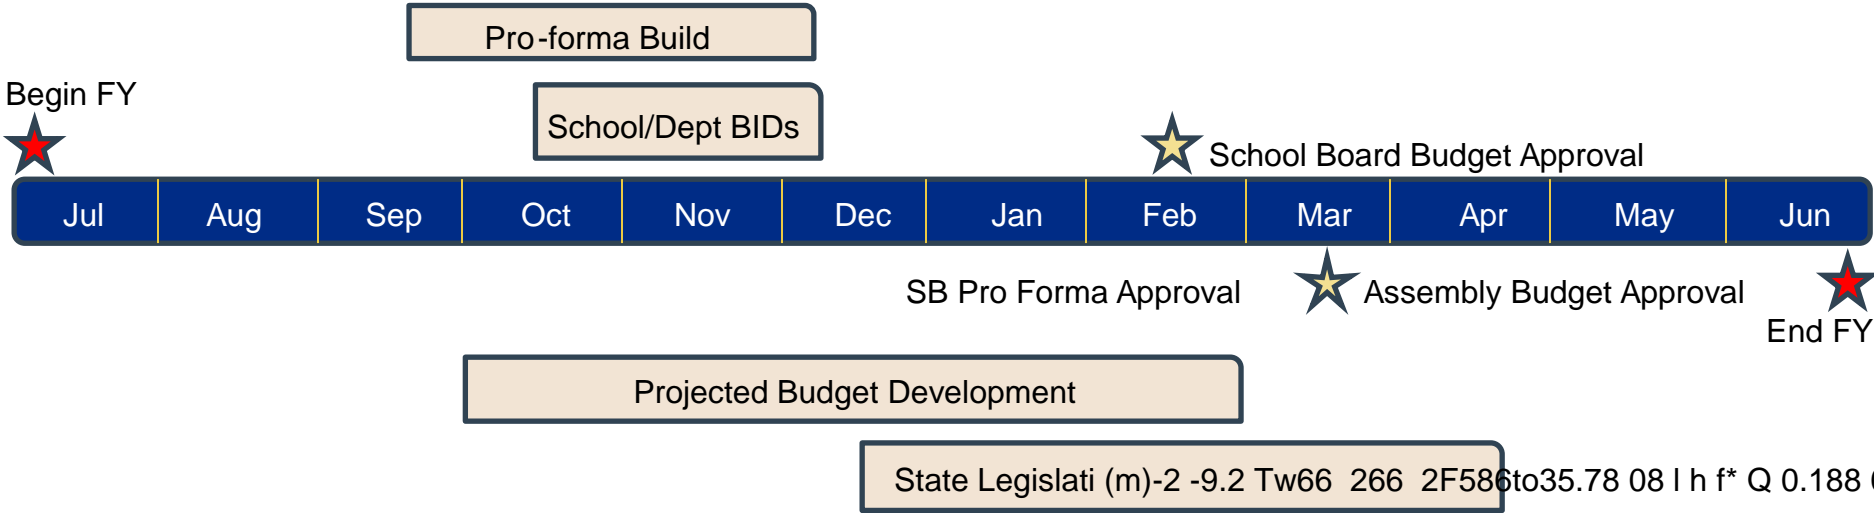 Pro-forma Build
Begin FY
School/Dept BIDs
School Board Budget Approval
Jul Aug Sep Oct Nov Dec Jan Feb Mar Apr May Jun
SB Pro Forma Approval
Assembly Budget Approval
End FY
Projected Budget Development
State Legislati (m)-2 -9.2 Tw66 266 2F586to35.78 08 l h f* Q 0.188